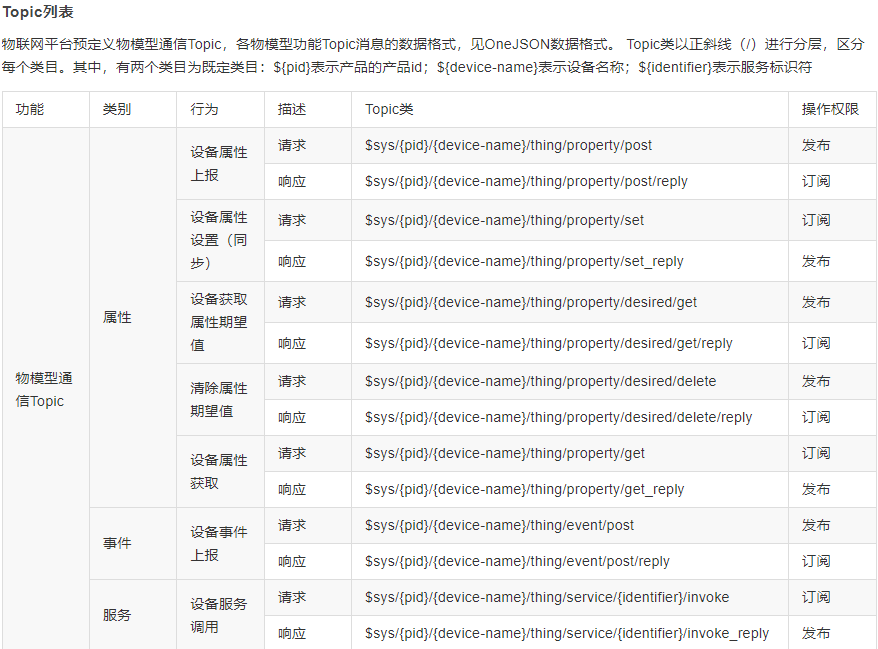 Topic列表
物联网平台预定义物模型通信Topic，各物模型功能Topic消息的数据格式，见OneJSON数据格式。 Topic类以正斜线（/）进行分层，区分
每个类目。其中，有两个类目为既定类目：${pid}表示产品的产品id；${device-name}表示设备名称；${identifier}表示服务标识符
功能 类别 行为 描述 Topic类 操作权限
物模型通
信Topic
属性
设备属性
上报
请求 $sys/{pid}/{device-name}/thing/property/post 发布
响应 $sys/{pid}/{device-name}/thing/property/post/reply 订阅
设备属性
设置（同
步）
请求 $sys/{pid}/{device-name}/thing/property/set 订阅
响应 $sys/{pid}/{device-name}/thing/property/set_reply 发布
设备获取
属性期望
值
请求 $sys/{pid}/{device-name}/thing/property/desired/get 发布
响应 $sys/{pid}/{device-name}/thing/property/desired/get/reply 订阅
清除属性
期望值
请求 $sys/{pid}/{device-name}/thing/property/desired/delete 发布
响应 $sys/{pid}/{device-name}/thing/property/desired/delete/reply 订阅
设备属性
获取
请求 $sys/{pid}/{device-name}/thing/property/get 订阅
响应 $sys/{pid}/{device-name}/thing/property/get_reply 发布
事件
设备事件
上报
请求 $sys/{pid}/{device-name}/thing/event/post 发布
响应 $sys/{pid}/{device-name}/thing/event/post/reply 订阅
服务
设备服务
调用
请求 $sys/{pid}/{device-name}/thing/service/{identifier}/invoke 订阅
响应 $sys/{pid}/{device-name}/thing/service/{identifier}/invoke_reply 发布